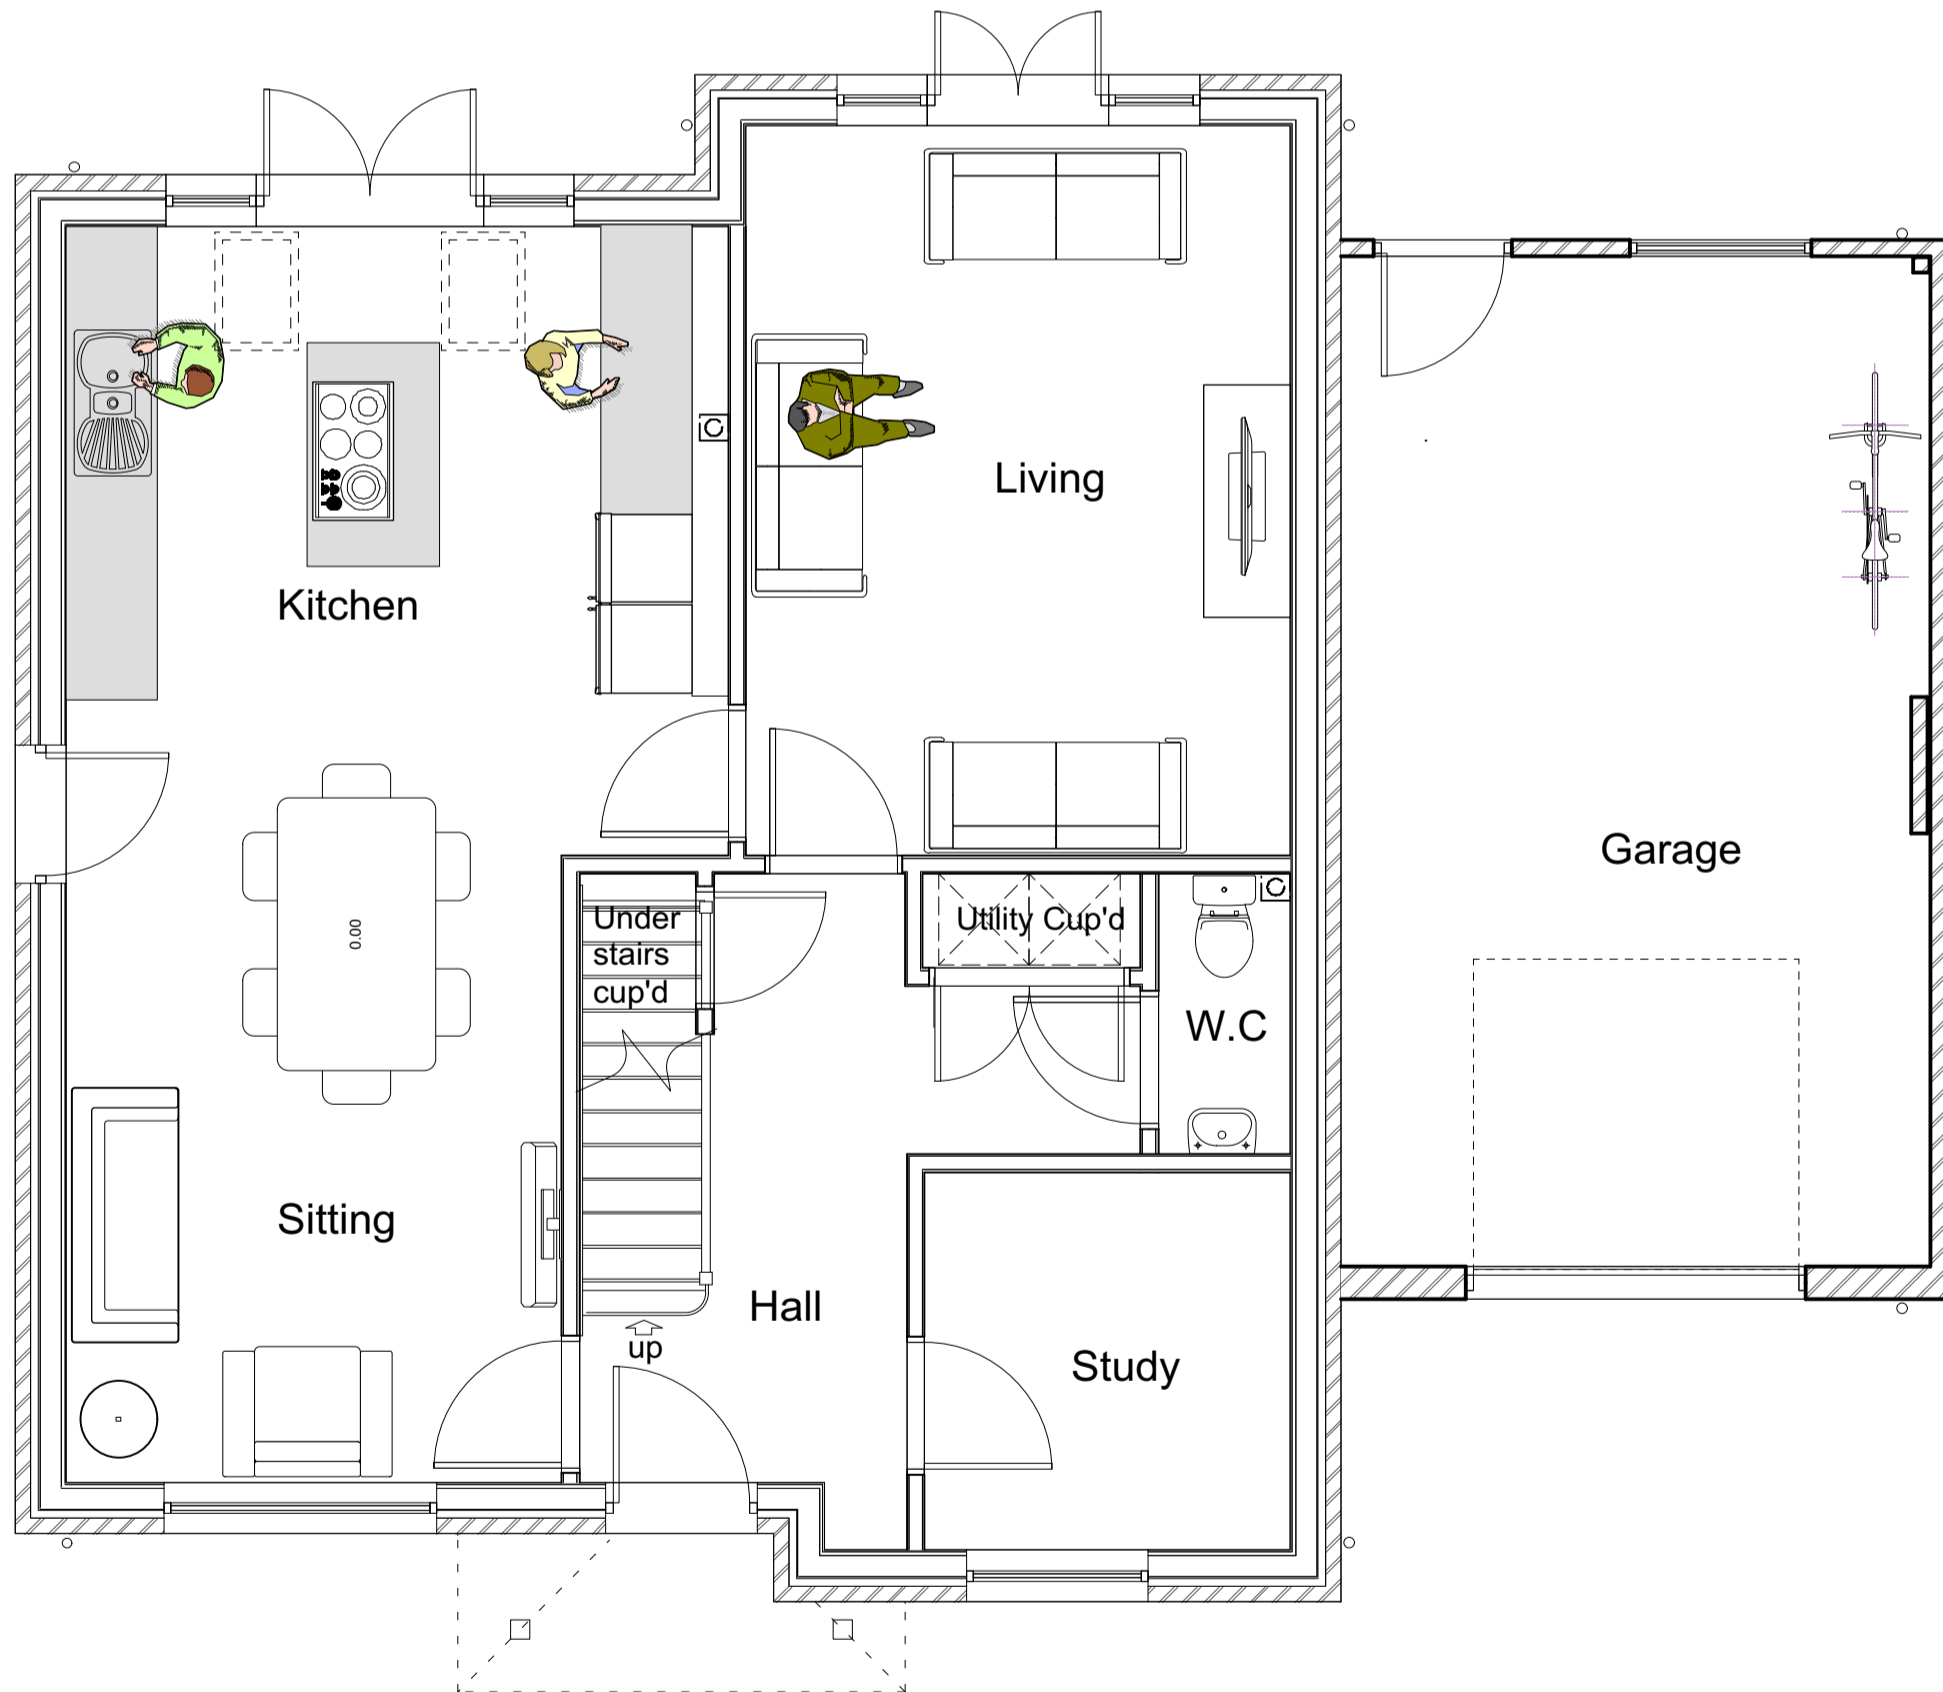 Living
Kitchen
Garage
0.00
Under
stairs
cup'd
Utility Cup'd
W.C
Sitting
Hall
up
Study